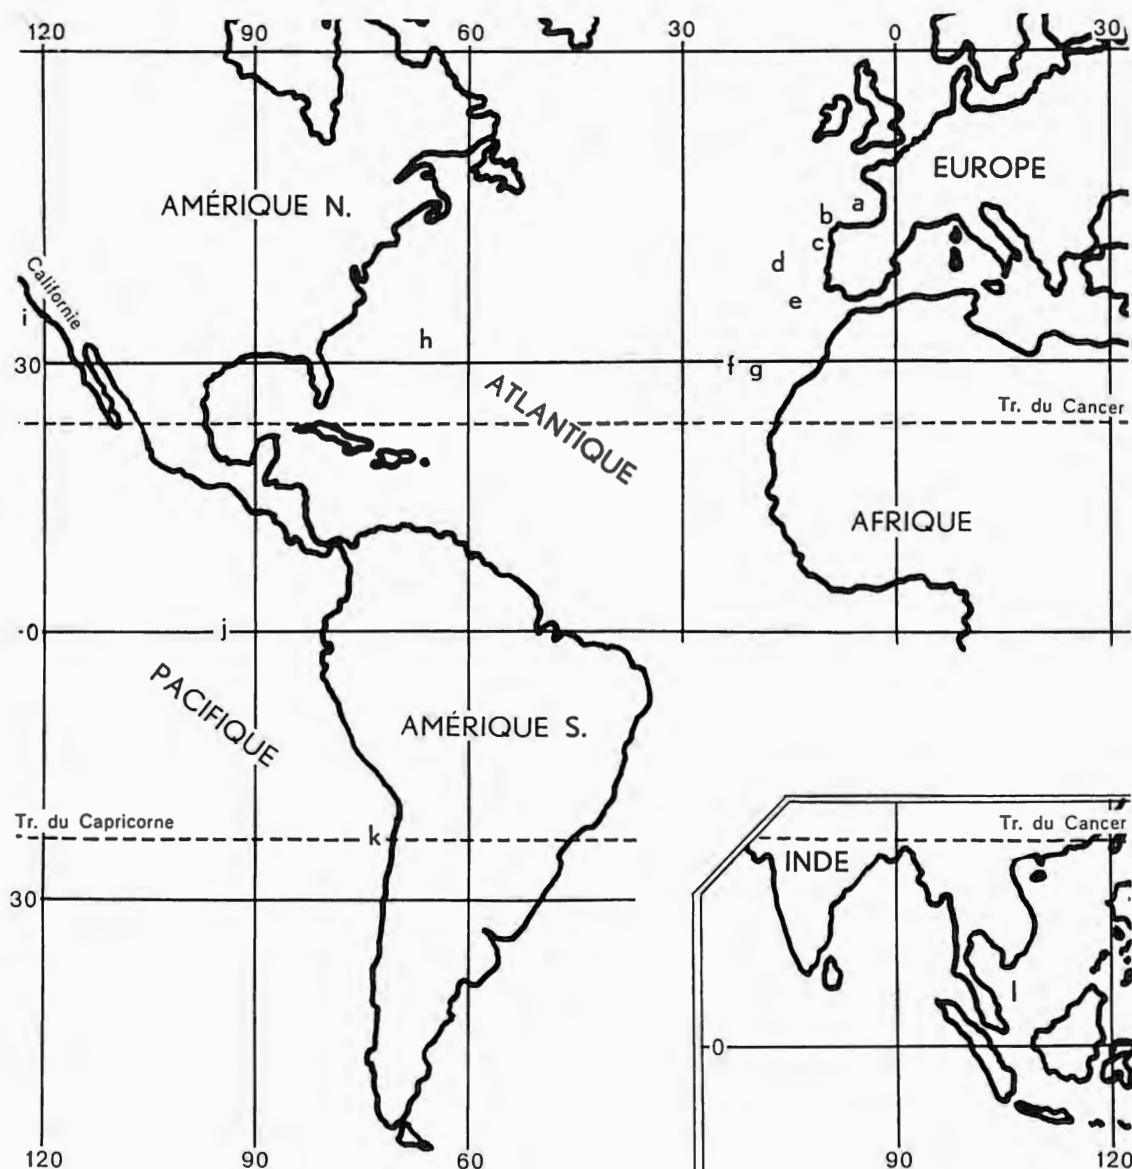 120 90 60 30 0 30
EUROPE
AMÉRIQUE N.
a
b
c
d
Californie
e
i
h
30
f g
ATLANTIQUE
Tr. du Cancer
AFRIQUE
0
j
PACIFIQUE
AMÉRIQUE S.
Tr. du Capricorne
k
Tr. du Cancer
INDE
30
l
0
120 90 60 90 120